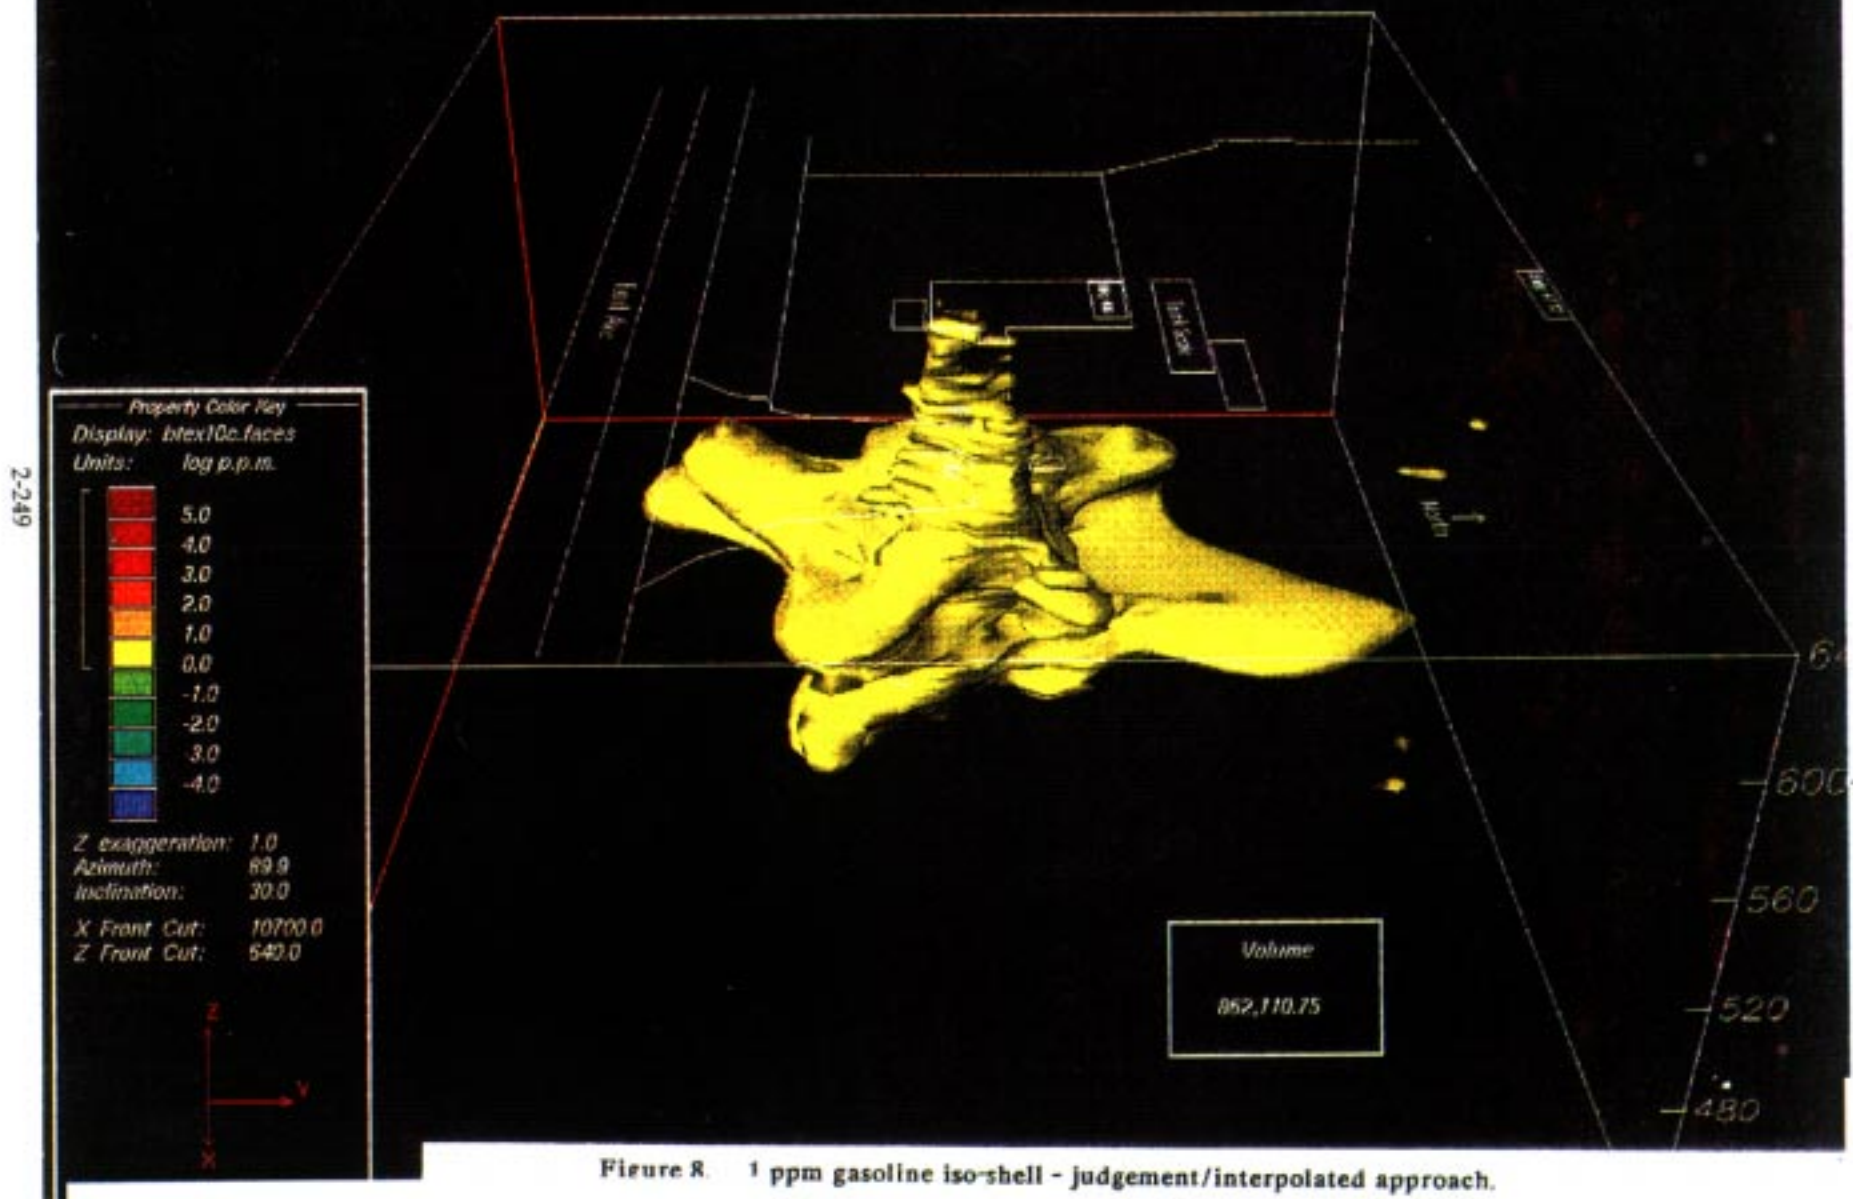 2-249
Property Color Key
Display: btex10c.faces
Units: log p.p.m.
5.0
4.0
3.0
2.0
1.0
0.0
-1.0
-2.0
-3.0
-4.0
Z exaggeration: 1.0
Azimuth: 89.9
Inclination: 30.0
X Front Cut: 10700.0
Z Front Cut: 640.0
Z
Y
X
North
600
560
520
480
Volume
862,110.75
Figure 8. 1 ppm gasoline iso-shell - judgement/interpolated approach.